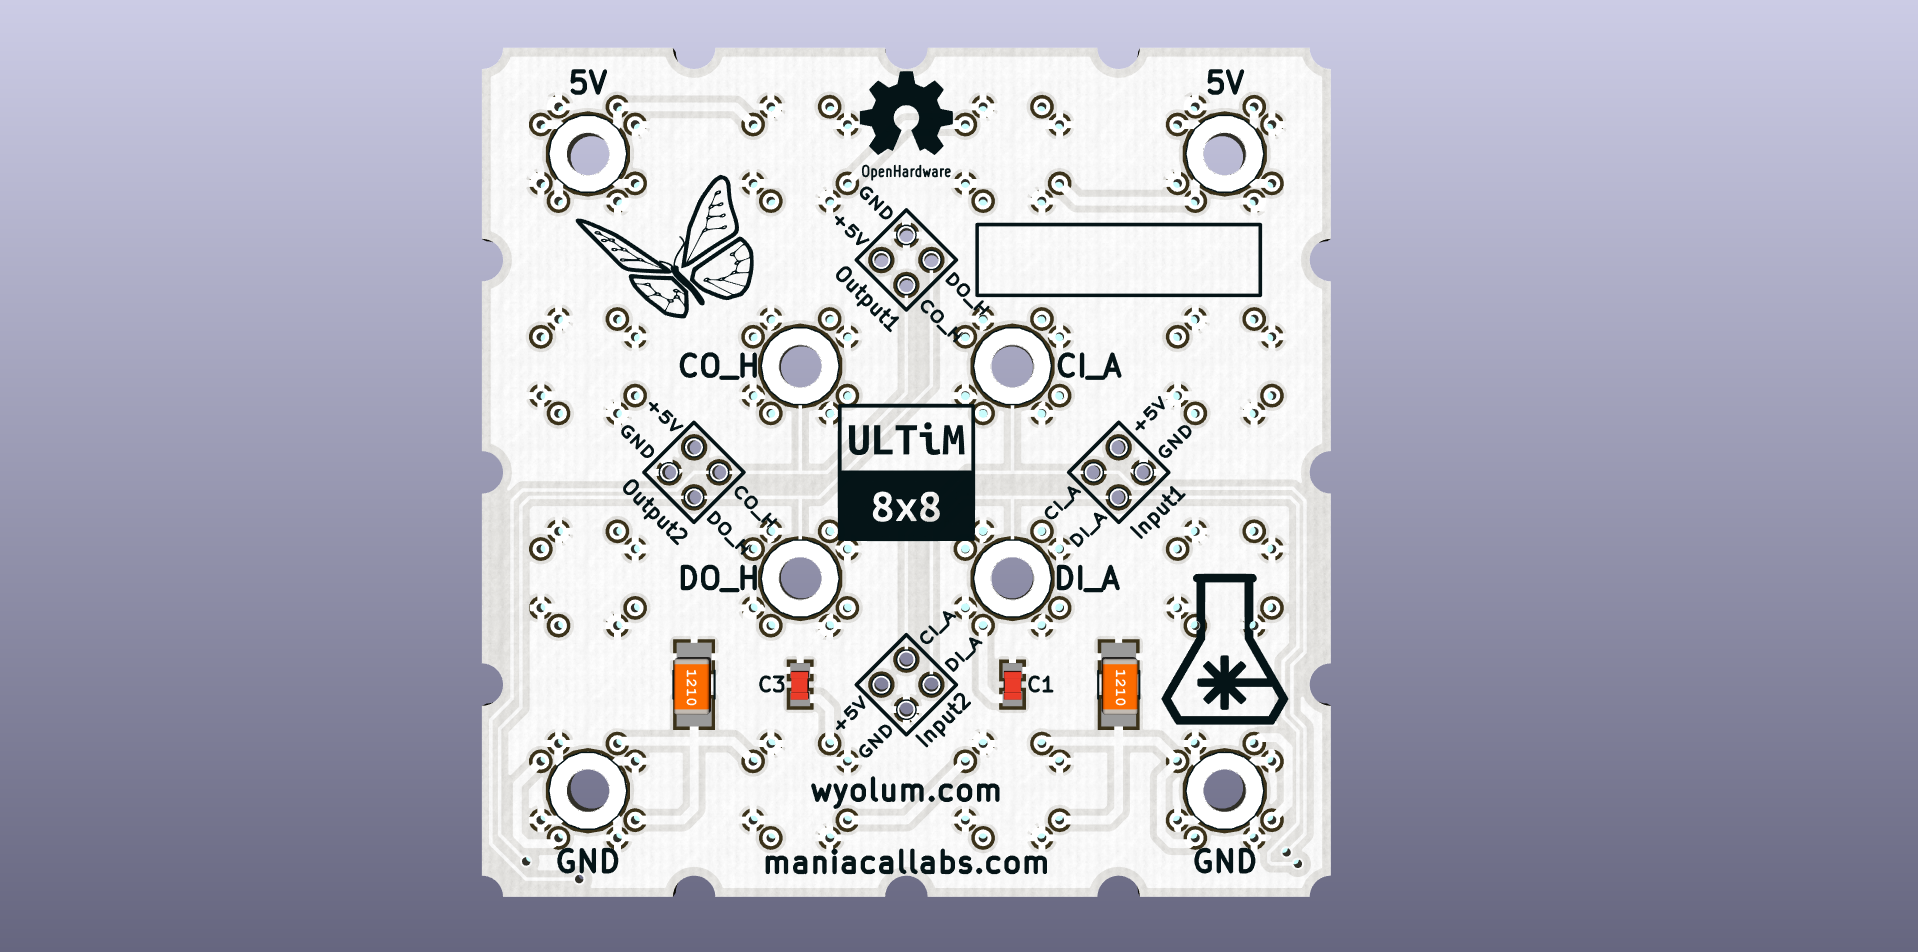 5V
5V
OpenHardware
GND
+5V
Output1
DO_H
CO_H
CO_H
CI_A
+5V
GND
Output2
CO_H
DO_H
ULTiM
8x8
+5V
GND
CI_A
DI_A
Input1
DO_H
DI_A
CI_A
DI_A
1210
C3
+5V
GND
Input2
C1
1210
wyolum.com
GND
maniacallabs.com
GND